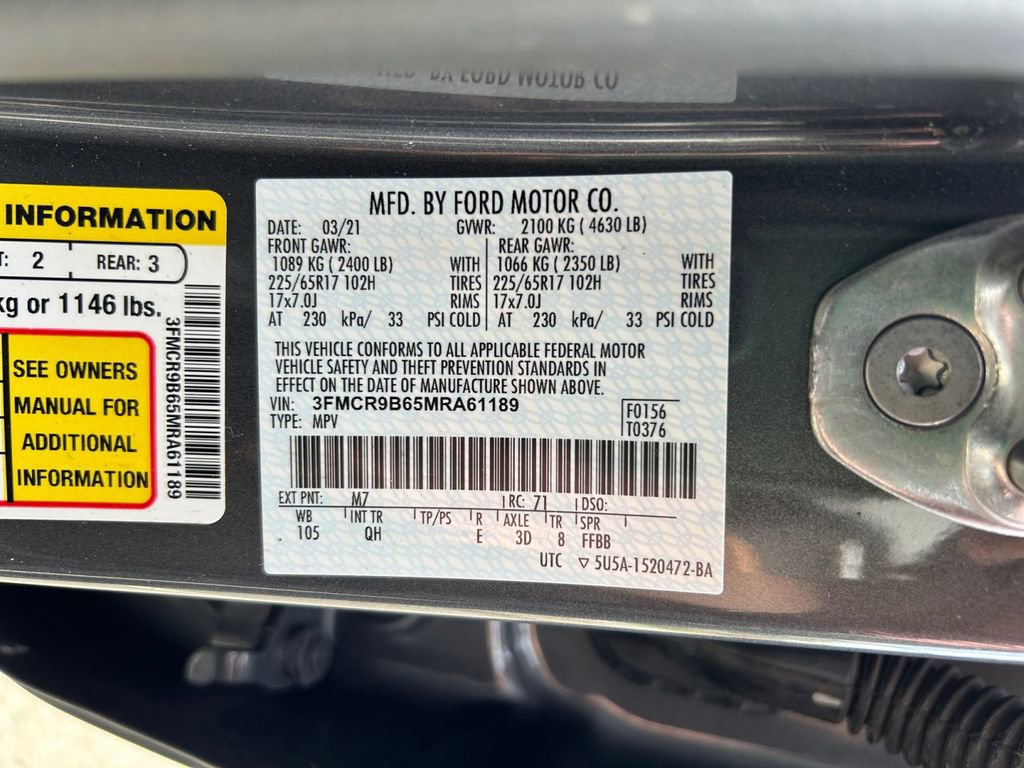 MFD. BY FORD MOTOR CO.
INFORMATION
: 2 REAR: 3
kg or 1146 lbs.
SEE OWNERS
MANUAL FOR
ADDITIONAL
INFORMATION
3FMCR9B65MRA61189
MFD. BY FORD MOTOR CO.
DATE: 03/21 GVWR: 2100 KG ( 4630 LB)
FRONT GAWR: REAR GAWR:
1089 KG ( 2400 LB) WITH 1066 KG ( 2350 LB) WITH
225/65R17 102H TIRES 225/65R17 102H TIRES
17x7.0J RIMS 17x7.0J RIMS
AT 230 kPa/ 33 PSI COLD AT 230 kPa/ 33 PSI COLD
THIS VEHICLE CONFORMS TO ALL APPLICABLE FEDERAL MOTOR
VEHICLE SAFETY AND THEFT PREVENTION STANDARDS IN
EFFECT ON THE DATE OF MANUFACTURE SHOWN ABOVE.
VIN: 3FMCR9B65MRA61189 F0156
TYPE: MPV T0376
EXT PNT: M7 RC: 71 DSO:
WB INT TR TP/PS R AXLE TR SPR
105 QH E 3D 8 FFBB
UTC ▽ 5U5A-1520472-BA